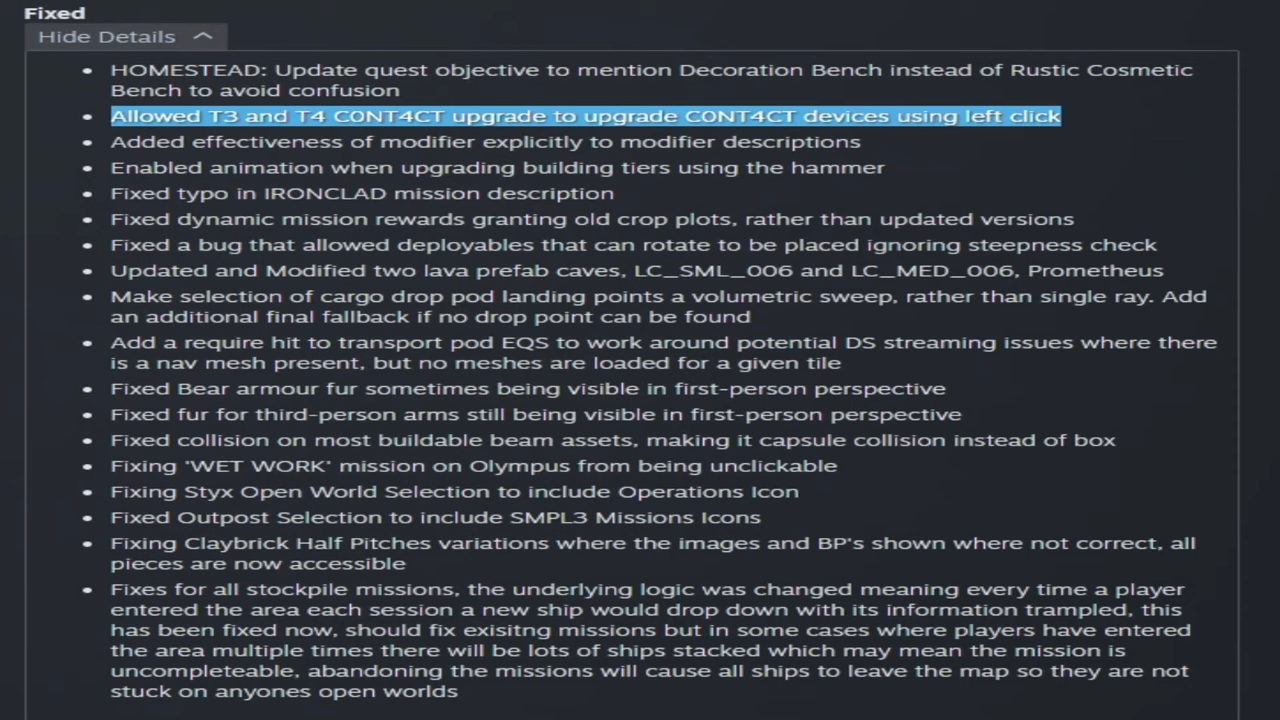 Fixed
Hide Details
HOMESTEAD: Update quest objective to mention Decoration Bench instead of Rustic Cosmetic
Bench to avoid confusion
Allowed T3 and T4 C0NT4CT upgrade to upgrade C0NT4CT devices using left click
Added effectiveness of modifier explicitly to modifier descriptions
Enabled animation when upgrading building tiers using the hammer
Fixed typo in IRONCLAD mission description
Fixed dynamic mission rewards granting old crop plots, rather than updated versions
Fixed a bug that allowed deployables that can rotate to be placed ignoring steepness check
Updated and Modified two lava prefab caves, LC_SML_006 and LC_MED_006, Prometheus
Make selection of cargo drop pod landing points a volumetric sweep, rather than single ray. Add
an additional final fallback if no drop point can be found
Add a require hit to transport pod EQS to work around potential DS streaming issues where there
is a nav mesh present, but no meshes are loaded for a given tile
Fixed Bear armour fur sometimes being visible in first-person perspective
Fixed fur for third-person arms still being visible in first-person perspective
Fixed collision on most buildable beam assets, making it capsule collision instead of box
Fixing 'WET WORK' mission on Olympus from being unclickable
Fixing Styx Open World Selection to include Operations Icon
Fixed Outpost Selection to include SMPL3 Missions Icons
Fixing Claybrick Half Pitches variations where the images and BP's shown where not correct, all
pieces are now accessible
Fixes for all stockpile missions, the underlying logic was changed meaning every time a player
entered the area each session a new ship would drop down with its information trampled, this
has been fixed now, should fix exisitng missions but in some cases where players have entered
the area multiple times there will be lots of ships stacked which may mean the mission is
uncompleteable, abandoning the missions will cause all ships to leave the map so they are not
stuck on anyones open worlds